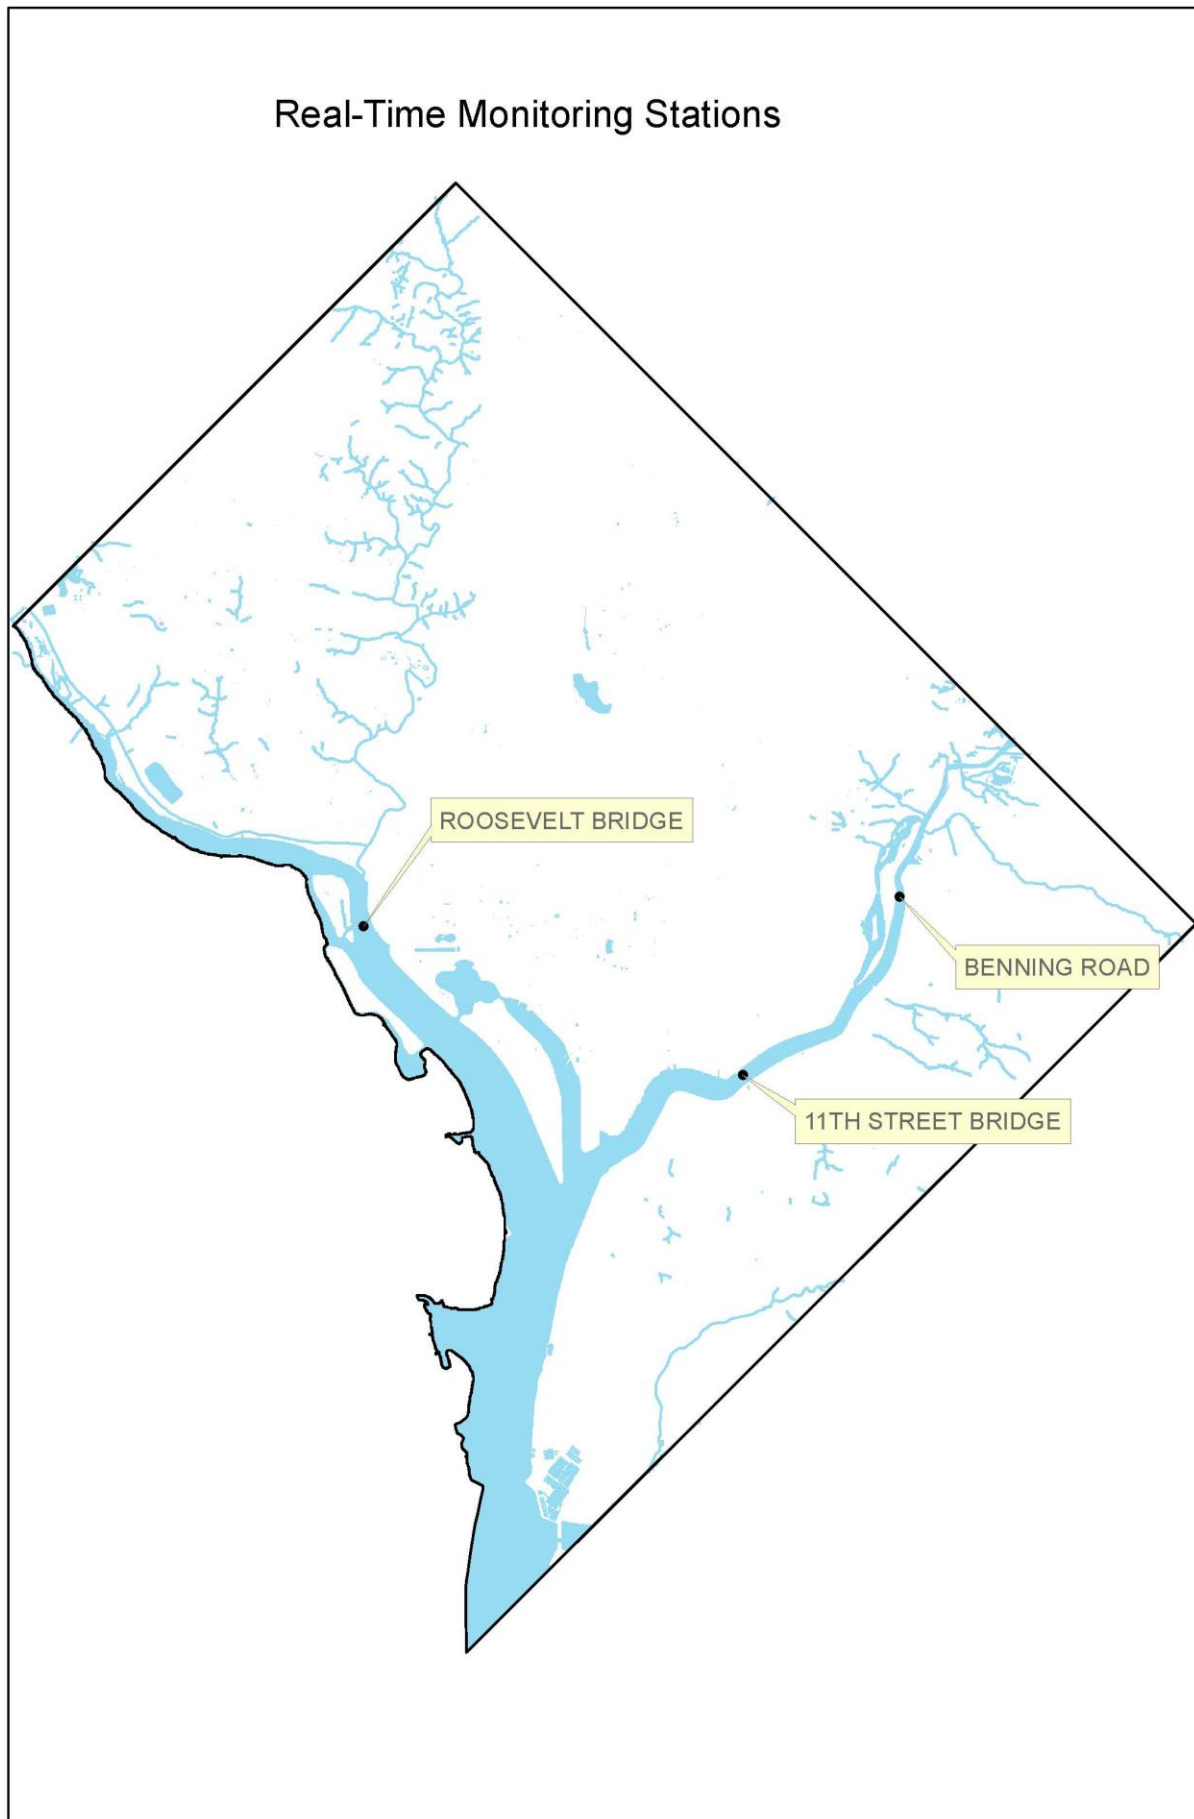 Real-Time Monitoring Stations
ROOSEVELT BRIDGE
BENNING ROAD
11TH STREET BRIDGE